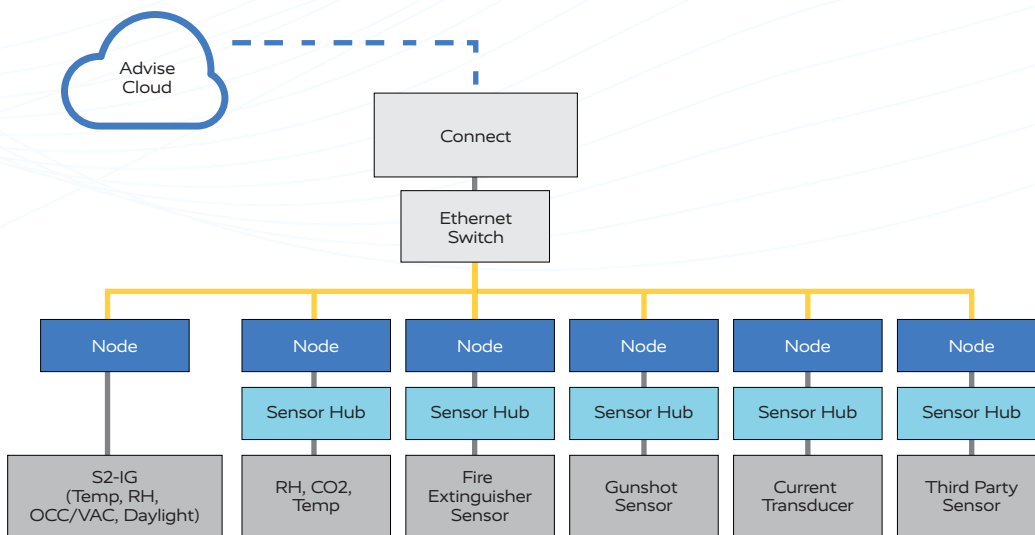 Advise
Cloud
Connect
Ethernet
Switch
Node
Node
Node
Node
Node
Node
Sensor Hub
Sensor Hub
Sensor Hub
Sensor Hub
Sensor Hub
S2-IG
(Temp, RH,
OCC/VAC, Daylight)
RH, CO2,
Temp
Fire
Extinguisher
Sensor
Gunshot
Sensor
Current
Transducer
Third Party
Sensor